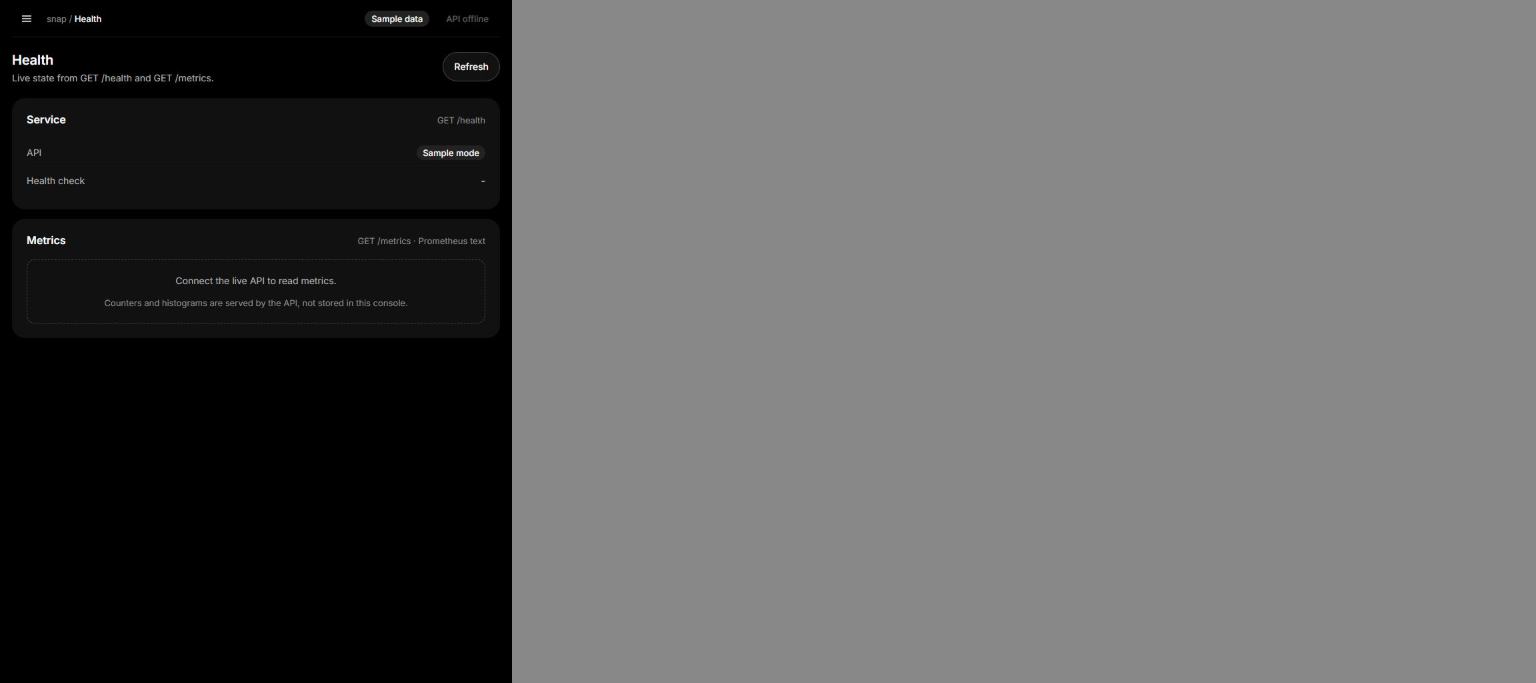 snap / Health
Sample data
API offline
Health
Live state from GET /health and GET /metrics.
Refresh
Service
GET /health
API
Sample mode
Health check
-
Metrics
GET /metrics · Prometheus text
Connect the live API to read metrics.
Counters and histograms are served by the API, not stored in this console.